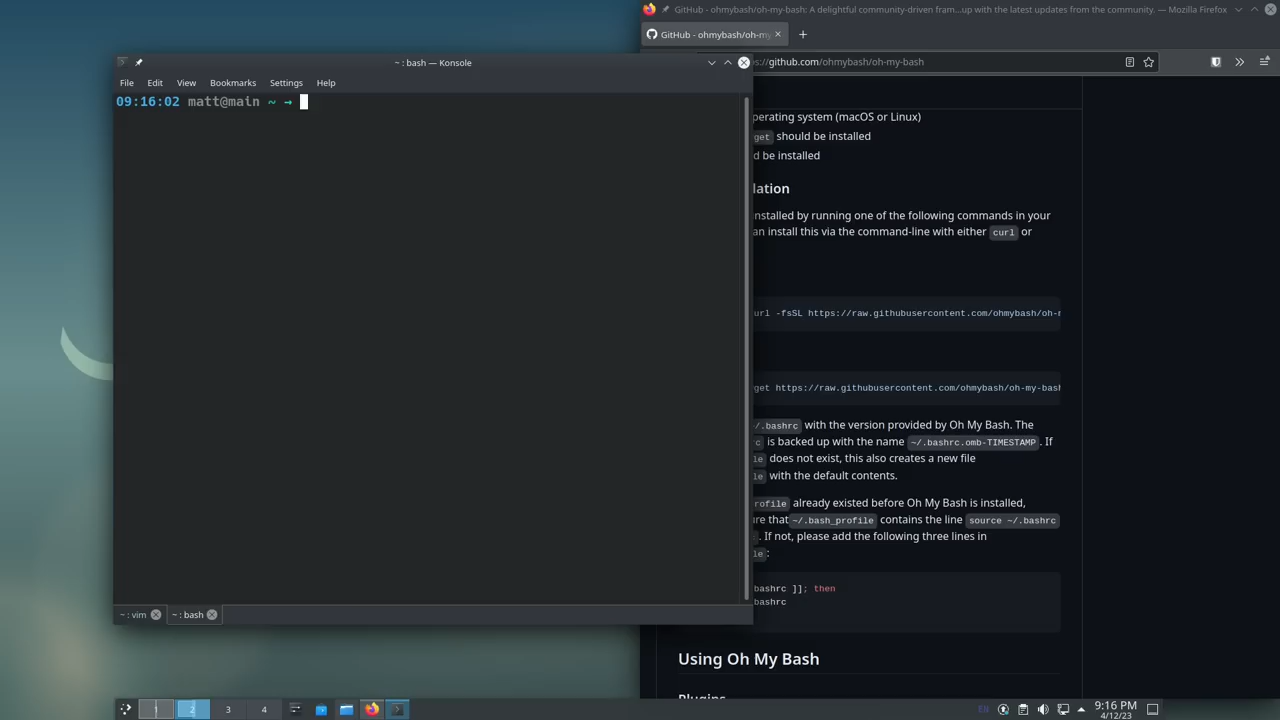 GitHub - ohmybash/oh-my-bash: A delightful community-driven fram...up with the latest updates from the community. — Mozilla Firefox
GitHub - ohmybash/oh-my
s://github.com/ohmybash/oh-my-bash
~ : bash — Konsole
File Edit View Bookmarks Settings Help
09:16:02 matt@main ~ →
~ : vim
~ : bash
perating system (macOS or Linux)
get should be installed
d be installed
lation
nstalled by running one of the following commands in your
an install this via the command-line with either curl or
url -fsSL https://raw.githubusercontent.com/ohmybash/oh-m
get https://raw.githubusercontent.com/ohmybash/oh-my-bash
/.bashrc with the version provided by Oh My Bash. The
c is backed up with the name ~/.bashrc.omb-TIMESTAMP. If
le does not exist, this also creates a new file
le with the default contents.
rofile already existed before Oh My Bash is installed,
ure that ~/.bash_profile contains the line source ~/.bashrc
. If not, please add the following three lines in
le:
bashrc ]]; then
bashrc
Using Oh My Bash
Plugins
1 2 3 4
EN
9:16 PM
4/12/23